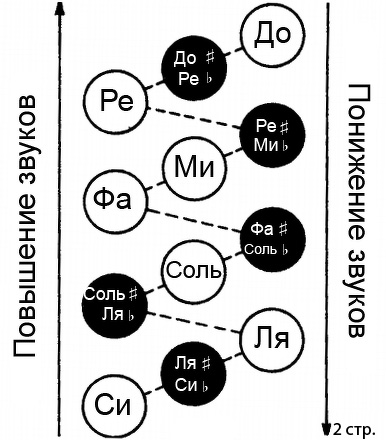 До
До ♯
Ре ♭
Ре
Ре ♯
Ми ♭
Ми
Фа
Фа ♯
Соль ♭
Соль
Соль ♯
Ля ♭
Ля
Ля ♯
Си ♭
Си
Повышение звуков
Понижение звуков
2 стр.